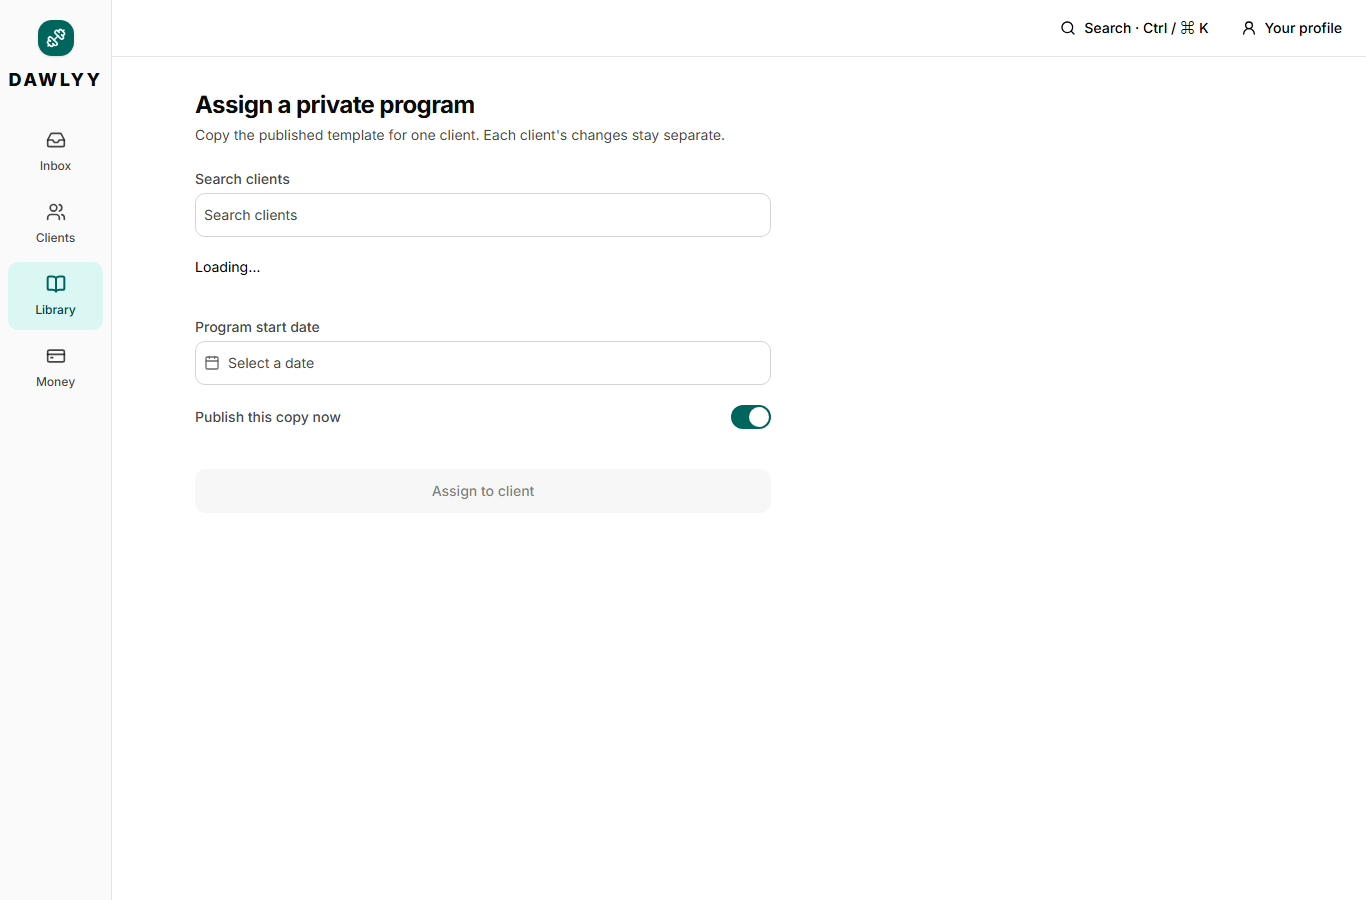 DAWLYY
Inbox
Clients
Library
Money
Search · Ctrl / ⌘ K
Your profile
Assign a private program
Copy the published template for one client. Each client's changes stay separate.
Search clients
Search clients
Loading...
Program start date
Select a date
Publish this copy now
Assign to client